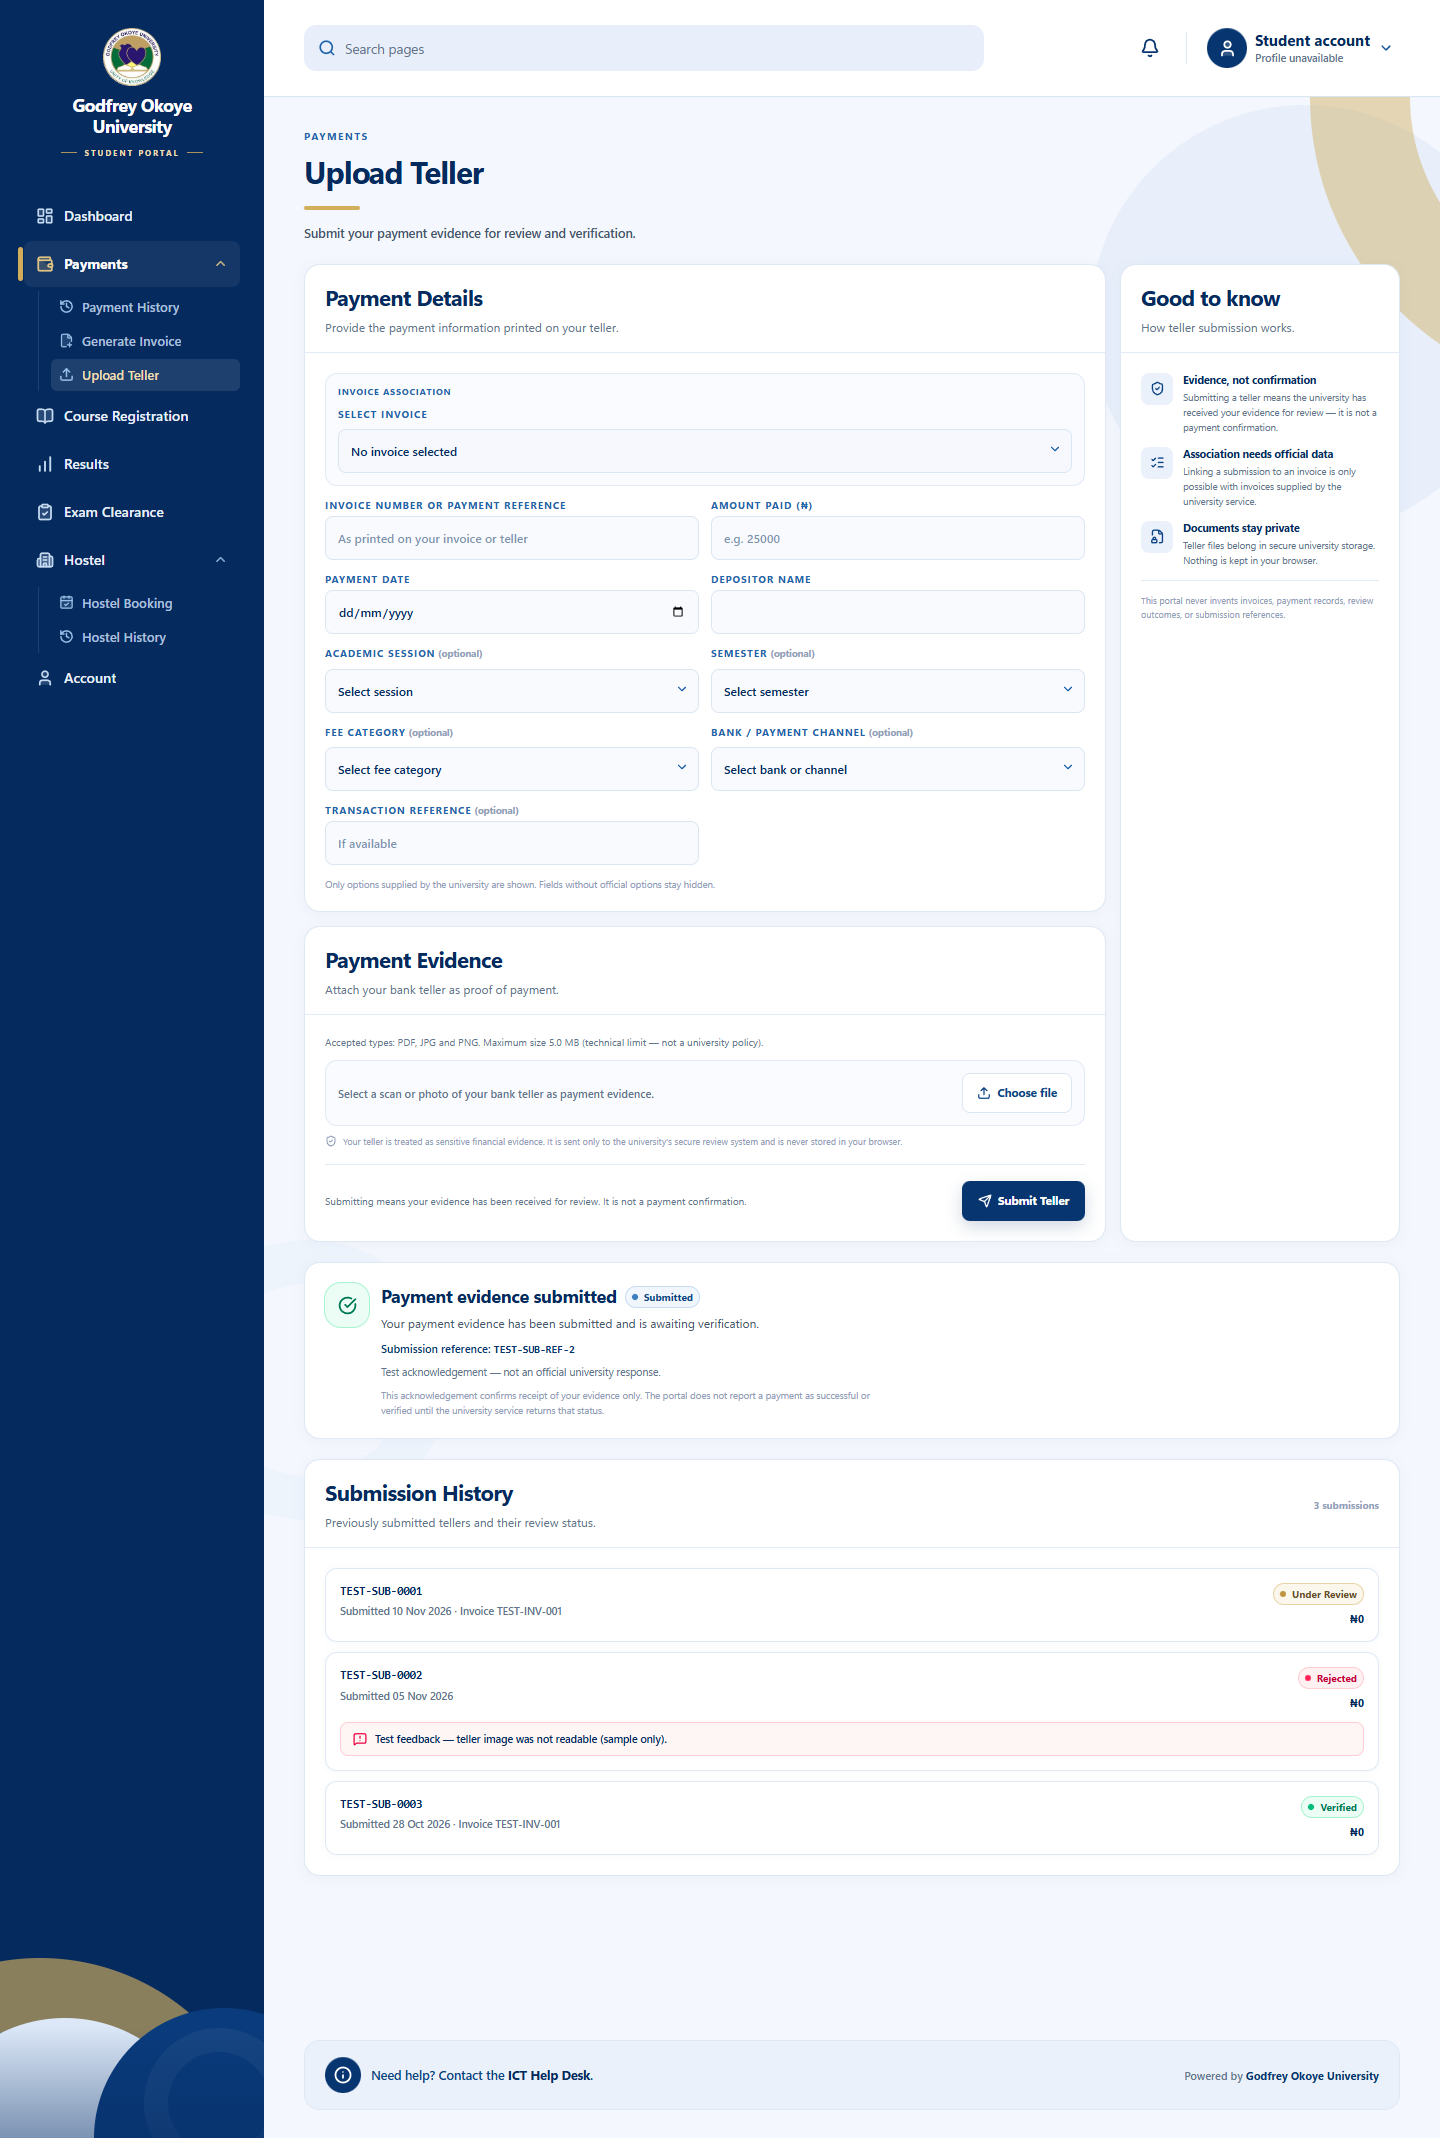 GODFREY OKOYE UNIVERSITY
UNITY OF KNOWLEDGE
Godfrey Okoye
University
STUDENT PORTAL
Dashboard
Payments
Payment History
Generate Invoice
Upload Teller
Course Registration
Results
Exam Clearance
Hostel
Hostel Booking
Hostel History
Account
Search pages
Student account
Profile unavailable
PAYMENTS
Upload Teller
Submit your payment evidence for review and verification.
Payment Details
Provide the payment information printed on your teller.
INVOICE ASSOCIATION
SELECT INVOICE
No invoice selected
INVOICE NUMBER OR PAYMENT REFERENCE
As printed on your invoice or teller
AMOUNT PAID (₦)
e.g. 25000
PAYMENT DATE
dd/mm/yyyy
DEPOSITOR NAME
ACADEMIC SESSION (optional)
Select session
SEMESTER (optional)
Select semester
FEE CATEGORY (optional)
Select fee category
BANK / PAYMENT CHANNEL (optional)
Select bank or channel
TRANSACTION REFERENCE (optional)
If available
Only options supplied by the university are shown. Fields without official options stay hidden.
Good to know
How teller submission works.
Evidence, not confirmation
Submitting a teller means the university has
received your evidence for review — it is not a
payment confirmation.
Association needs official data
Linking a submission to an invoice is only
possible with invoices supplied by the
university service.
Documents stay private
Teller files belong in secure university storage.
Nothing is kept in your browser.
This portal never invents invoices, payment records, review
outcomes, or submission references.
Payment Evidence
Attach your bank teller as proof of payment.
Accepted types: PDF, JPG and PNG. Maximum size 5.0 MB (technical limit — not a university policy).
Select a scan or photo of your bank teller as payment evidence.
Choose file
Your teller is treated as sensitive financial evidence. It is sent only to the university's secure review system and is never stored in your browser.
Submitting means your evidence has been received for review. It is not a payment confirmation.
Submit Teller
Payment evidence submitted
Submitted
Your payment evidence has been submitted and is awaiting verification.
Submission reference: TEST-SUB-REF-2
Test acknowledgement — not an official university response.
This acknowledgement confirms receipt of your evidence only. The portal does not report a payment as successful or
verified until the university service returns that status.
Submission History
Previously submitted tellers and their review status.
3 submissions
TEST-SUB-0001
Submitted 10 Nov 2026 · Invoice TEST-INV-001
Under Review
₦0
TEST-SUB-0002
Submitted 05 Nov 2026
Rejected
₦0
Test feedback — teller image was not readable (sample only).
TEST-SUB-0003
Submitted 28 Oct 2026 · Invoice TEST-INV-001
Verified
₦0
Need help? Contact the ICT Help Desk.
Powered by Godfrey Okoye University